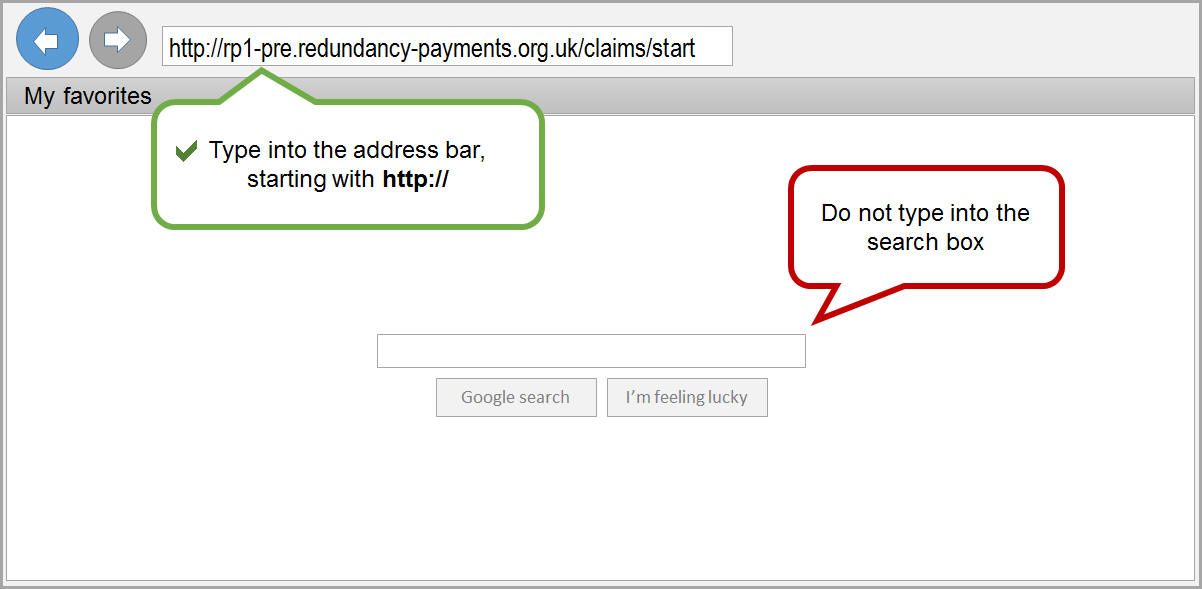 http://rp1-pre.redundancy-payments.org.uk/claims/start
My favorites
Type into the address bar,
starting with http://
Do not type into the
search box
Google search
I'm feeling lucky